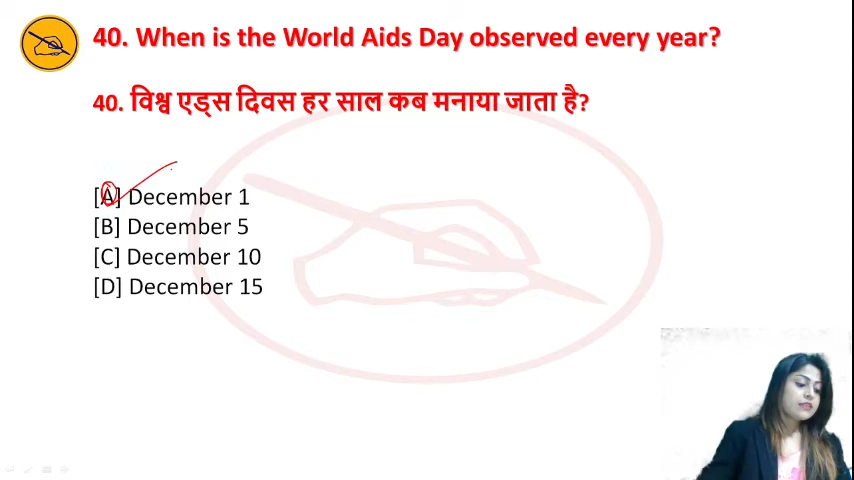 40. When is the World Aids Day observed every year?
40. विश्व एड्स दिवस हर साल कब मनाया जाता है?
[A] December 1
[B] December 5
[C] December 10
[D] December 15